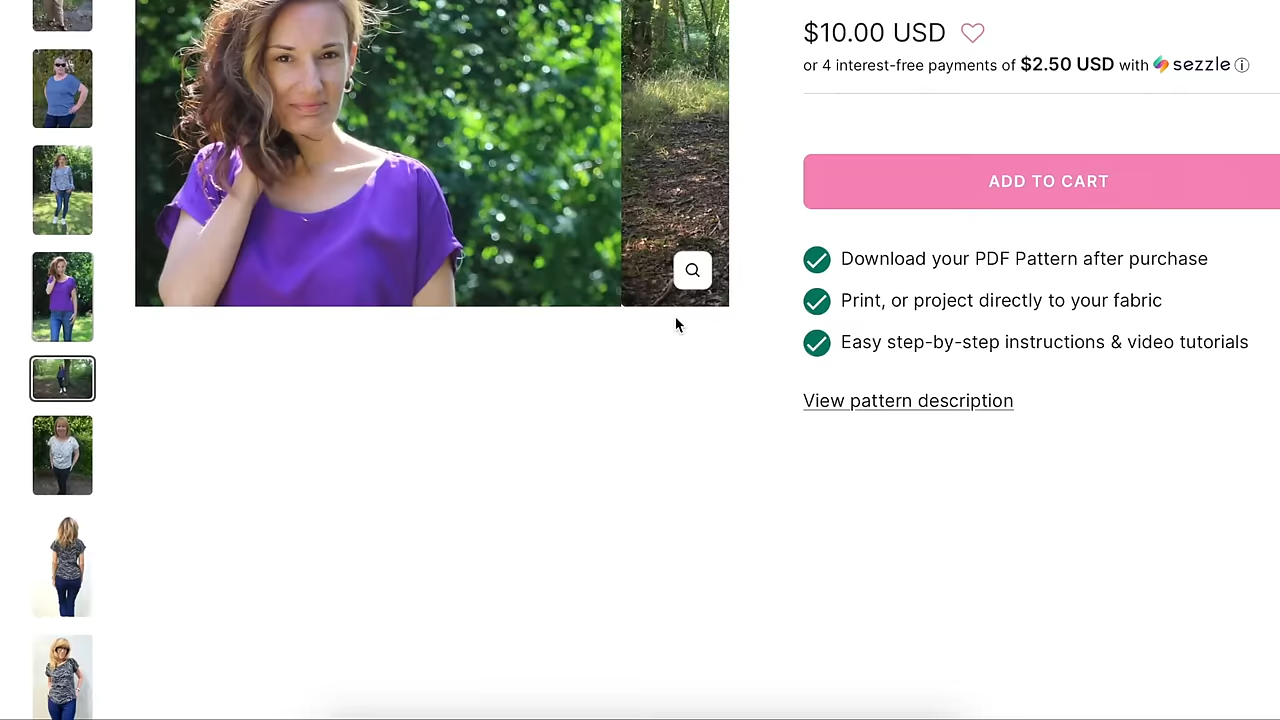 $10.00 USD
or 4 interest-free payments of $2.50 USD with sezzle
ADD TO CART
Download your PDF Pattern after purchase
Print, or project directly to your fabric
Easy step-by-step instructions & video tutorials
View pattern description